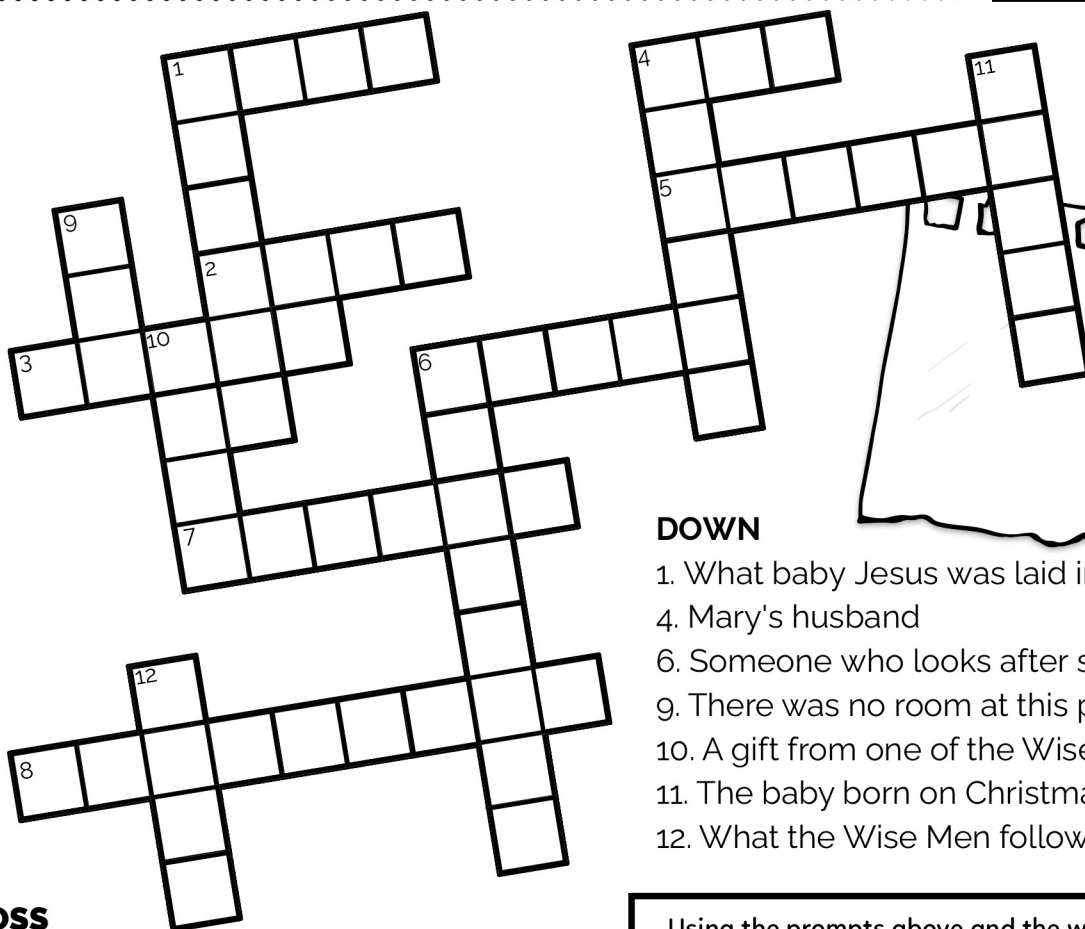 1
4
11
5
9
2
10
3
6
7
DOWN
1. What baby Jesus was laid in
4. Mary's husband
6. Someone who looks after s
9. There was no room at this p
12
10. A gift from one of the Wise
8
11. The baby born on Christma
12. What the Wise Men follow
OSS
Using the prompts above and the w